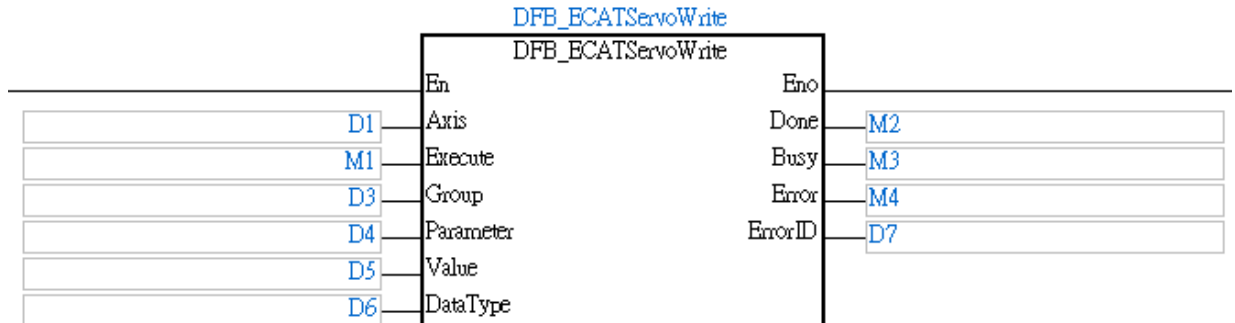 DFB_ECATServoWrite
DFB_ECATServoWrite
En Eno
D1 Axis Done M2
M1 Execute Busy M3
D3 Group Error M4
D4 Parameter ErrorID D7
D5 Value
D6 DataType